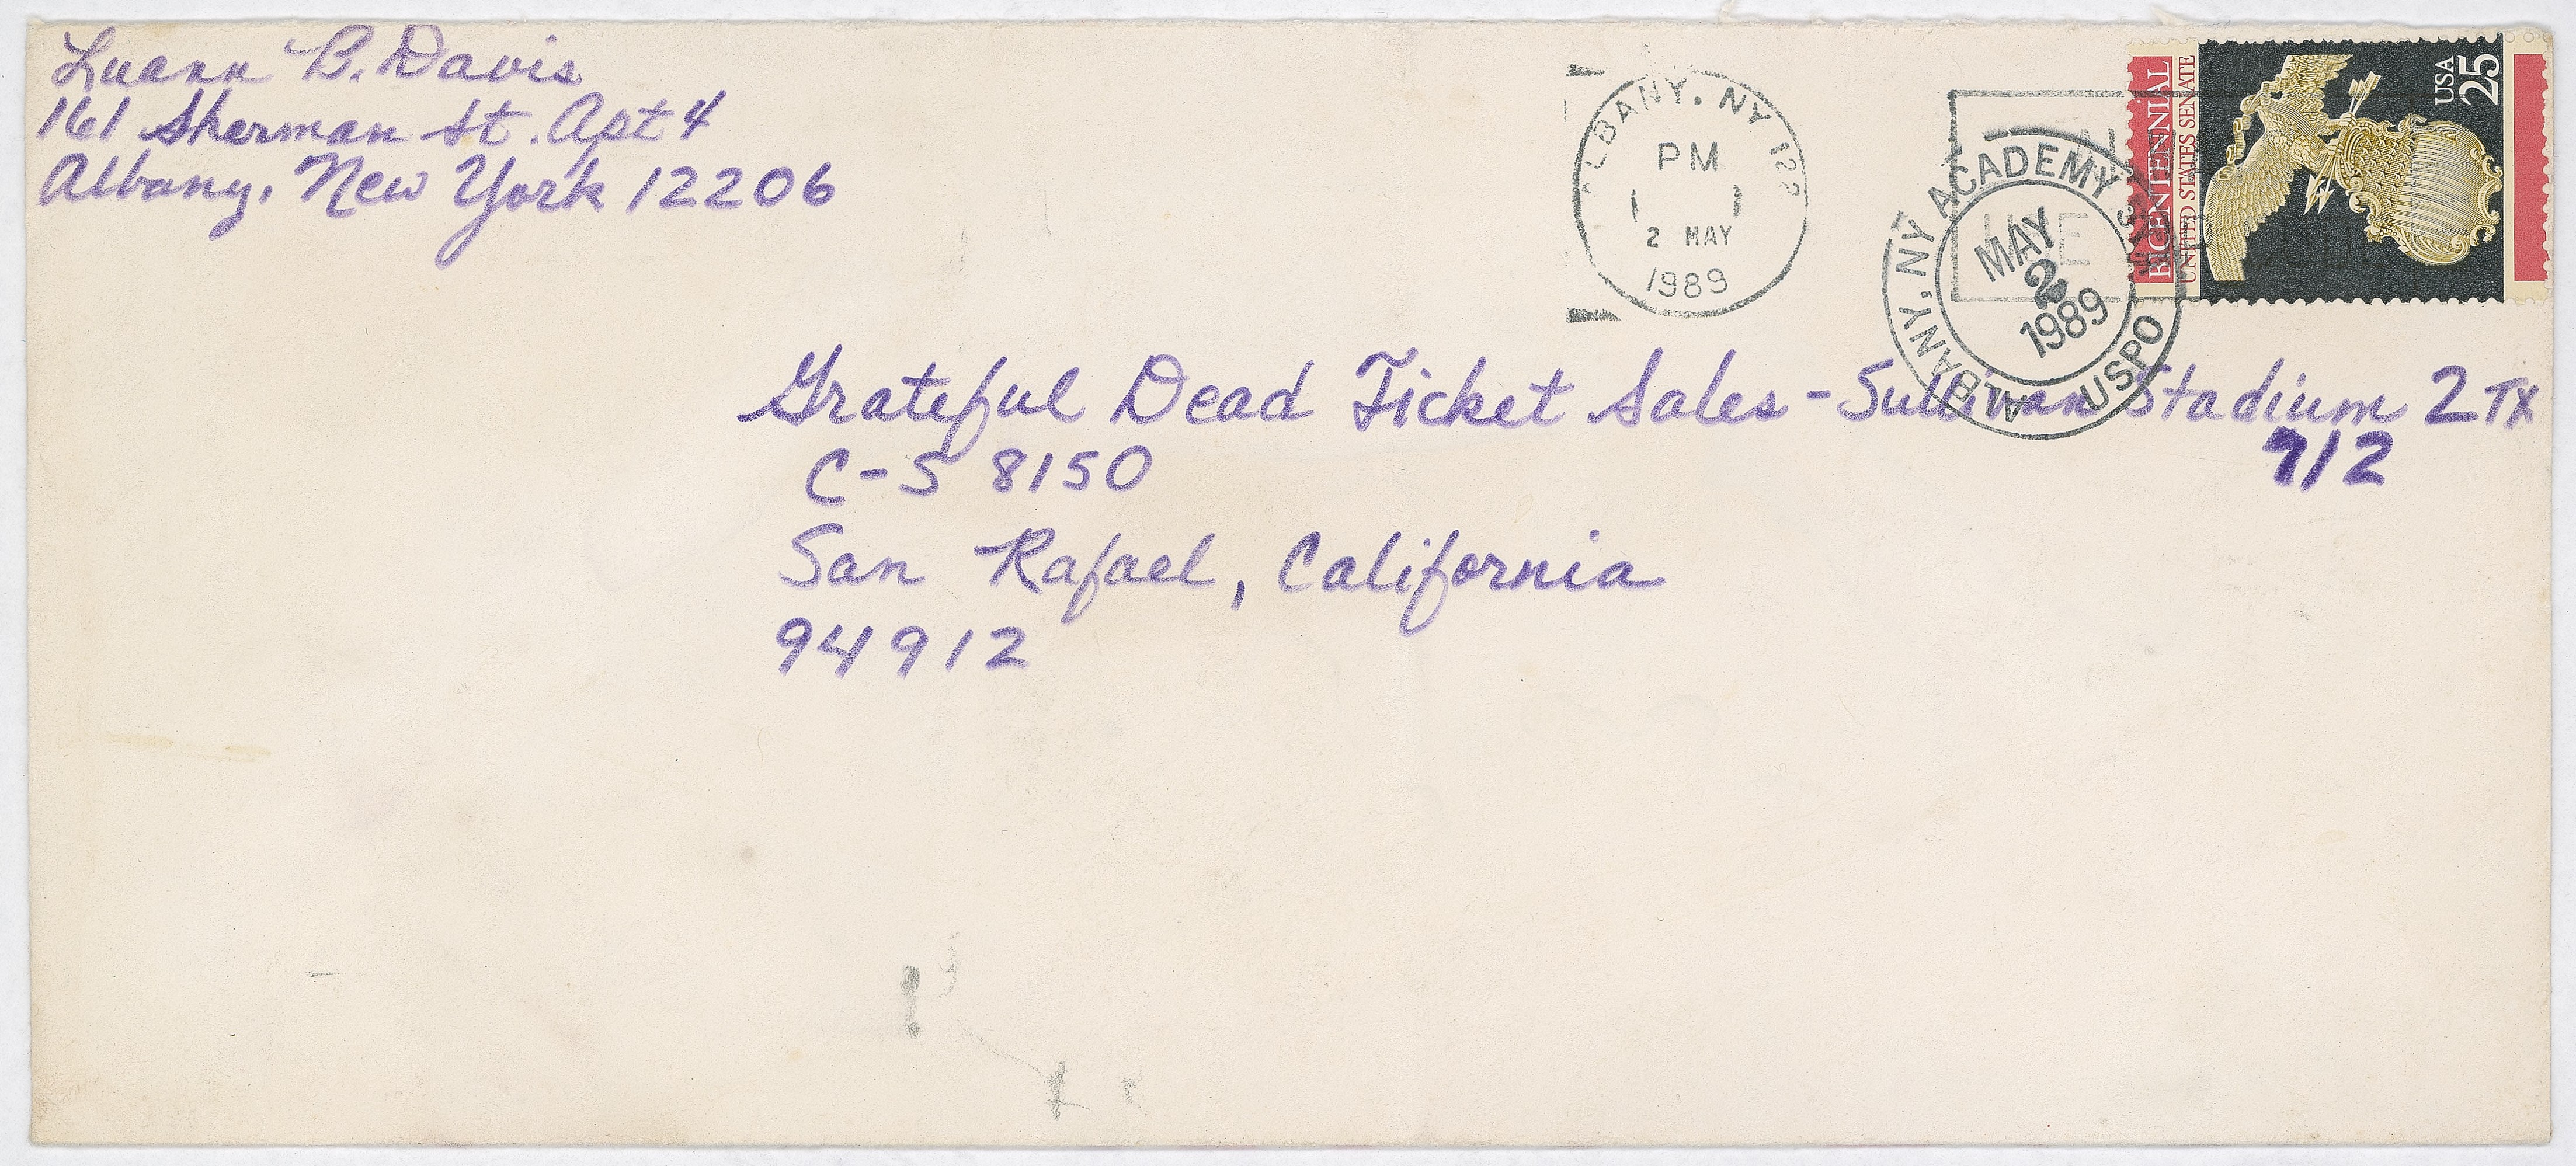 Luann B. Davis
161 Sherman St. Apt 4
Albany, New York 12206
ALBANY, NY 122
PM
2 MAY
1989
ALBANY, NY ACADEMY USPO
MAY
2
1989
BICENTENNIAL
UNITED STATES SENATE
USA
25
Grateful Dead Ticket Sales - Sullivan Stadium 2 TX
712
C-S 8150
San Rafael, California
94912